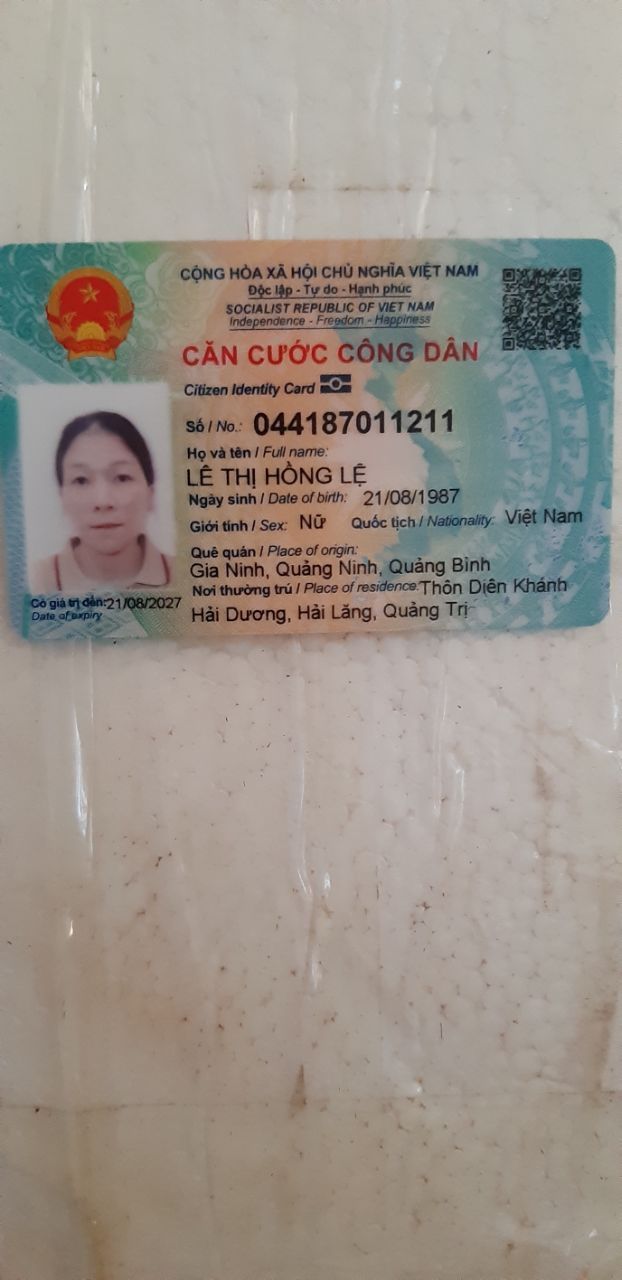 CỘNG HÒA XÃ HỘI CHỦ NGHĨA VIỆT NAM
Độc lập - Tự do - Hạnh phúc
SOCIALIST REPUBLIC OF VIET NAM
Independence - Freedom - Happiness
CĂN CƯỚC CÔNG DÂN
Citizen Identity Card
Số / No.: 044187011211
Họ và tên / Full name:
LÊ THỊ HỒNG LỆ
Ngày sinh / Date of birth: 21/08/1987
Giới tính / Sex: Nữ Quốc tịch / Nationality: Việt Nam
Quê quán / Place of origin:
Gia Ninh, Quảng Ninh, Quảng Bình
Nơi thường trú / Place of residence: Thôn Diên Khánh
Hải Dương, Hải Lăng, Quảng Trị
Có giá trị đến: 21/08/2027
Date of expiry